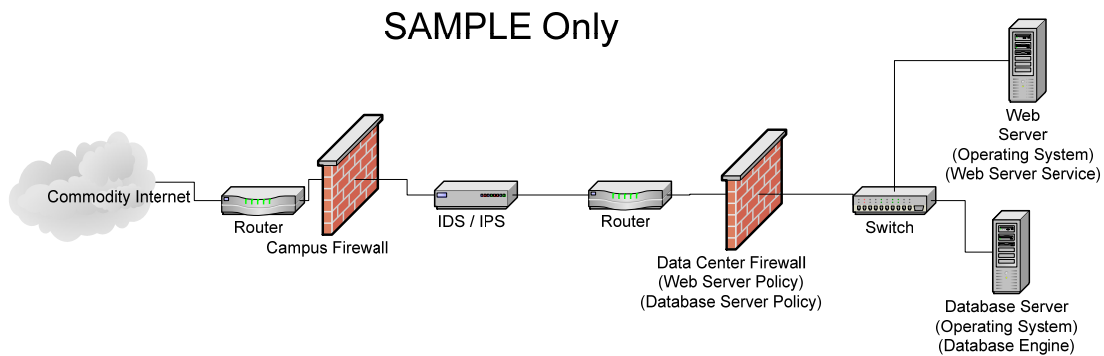 SAMPLE Only
Commodity Internet
Router
Campus Firewall
IDS / IPS
Router
Data Center Firewall
(Web Server Policy)
(Database Server Policy)
Switch
Web
Server
(Operating System)
(Web Server Service)
Database Server
(Operating System)
(Database Engine)